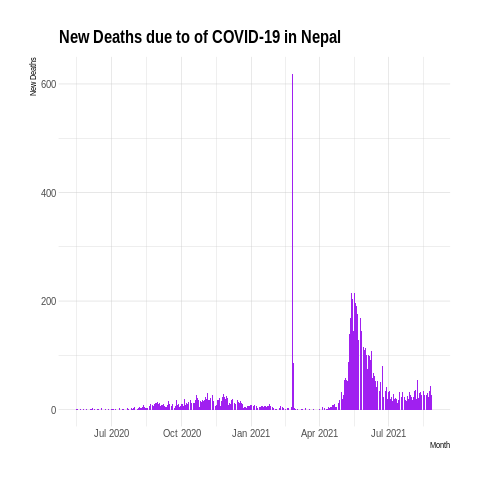 New Deaths due to of COVID-19 in Nepal
New Deaths
600
400
200
0
Jul 2020 Oct 2020 Jan 2021 Apr 2021 Jul 2021
Month